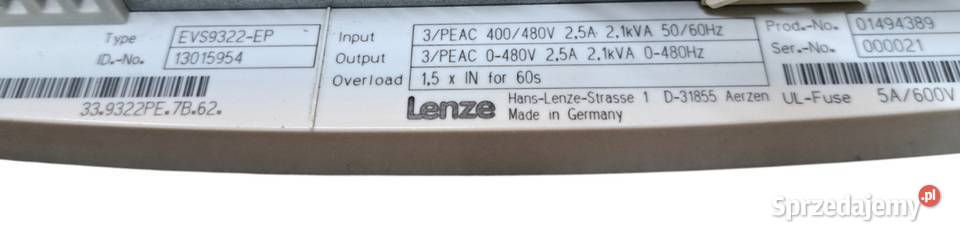 Type EVS9322-EP
ID.-No. 13015954
33.9322PE.7B.62.
Input 3/PEAC 400/480V 2,5A 2,1kVA 50/60Hz
Output 3/PEAC 0-480V 2,5A 2,1kVA 0-480Hz
Overload 1,5 x IN for 60s
Lenze Hans-Lenze-Strasse 1 D-31855 Aerzen
Made in Germany
Prod.-No. 01494389
Ser.-No. 000021
UL-Fuse 5A/600V
Sprzedajemy.pl